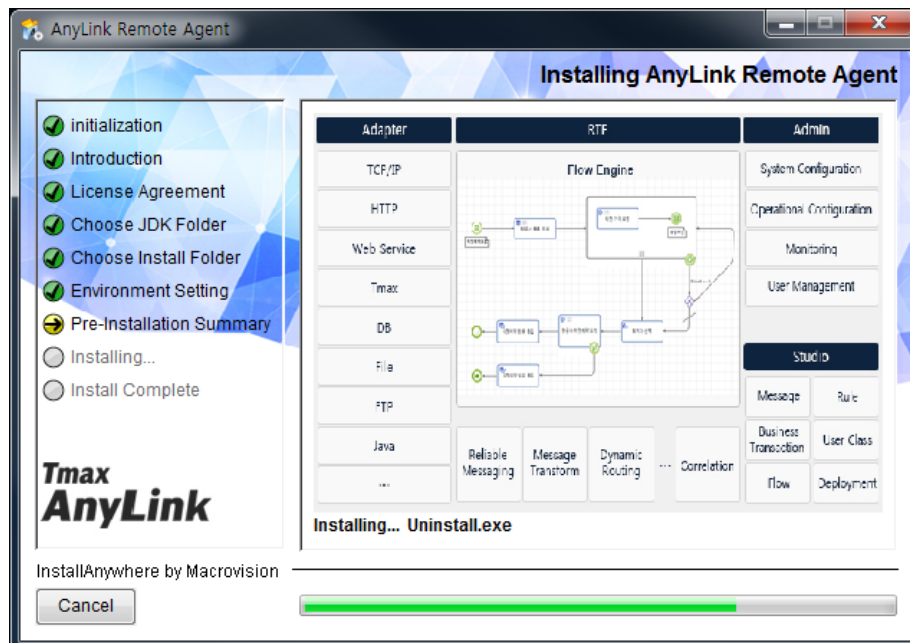 AnyLink Remote Agent
Installing AnyLink Remote Agent
initialization
Introduction
License Agreement
Choose JDK Folder
Choose Install Folder
Environment Setting
Pre-Installation Summary
Installing...
Install Complete
Tmax
AnyLink
Adapter
TCP/IP
HTTP
Web Service
Tmax
DB
File
FTP
Java
...
RTE
Flow Engine
Reliable
Messaging
Message
Transform
Dynamic
Routing
...
Correlation
Admin
System Configuration
Operational Configuration
Monitoring
User Management
Studio
Message
Rule
Business
Transaction
User Class
Flow
Deployment
Installing... Uninstall.exe
InstallAnywhere by Macrovision
Cancel